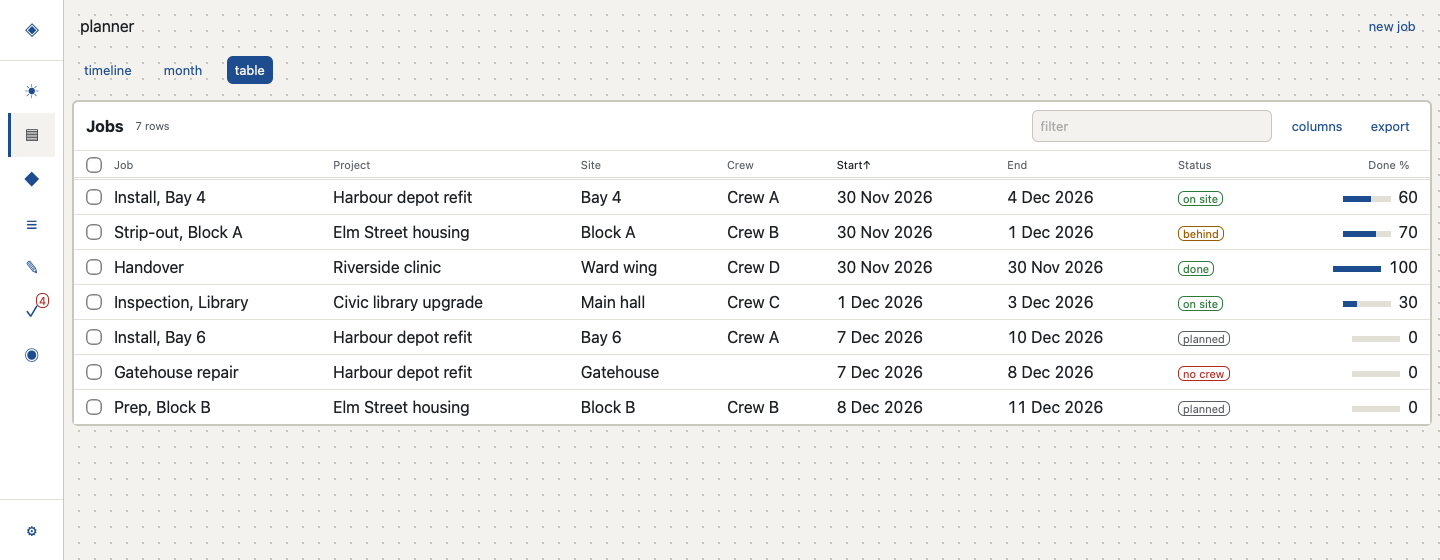 planner
new job
timeline month table
Jobs 7 rows filter columns export
Job Project Site Crew Start↑ End Status Done %
Install, Bay 4 Harbour depot refit Bay 4 Crew A 30 Nov 2026 4 Dec 2026 on site 60
Strip-out, Block A Elm Street housing Block A Crew B 30 Nov 2026 1 Dec 2026 behind 70
Handover Riverside clinic Ward wing Crew D 30 Nov 2026 30 Nov 2026 done 100
Inspection, Library Civic library upgrade Main hall Crew C 1 Dec 2026 3 Dec 2026 on site 30
4
Install, Bay 6 Harbour depot refit Bay 6 Crew A 7 Dec 2026 10 Dec 2026 planned 0
Gatehouse repair Harbour depot refit Gatehouse 7 Dec 2026 8 Dec 2026 no crew 0
Prep, Block B Elm Street housing Block B Crew B 8 Dec 2026 11 Dec 2026 planned 0